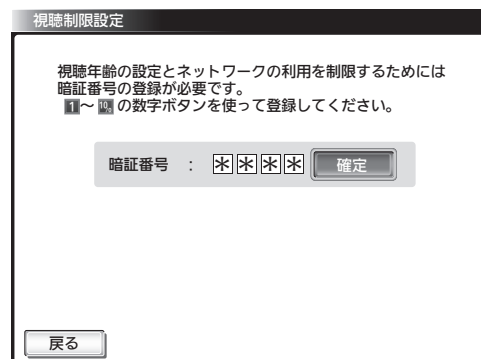 視聴制限設定
視聴年齢の設定とネットワークの利用を制限するためには
暗証番号の登録が必要です。
1～10 の数字ボタンを使って登録してください。
暗証番号 : ＊＊＊＊ 確定
戻る